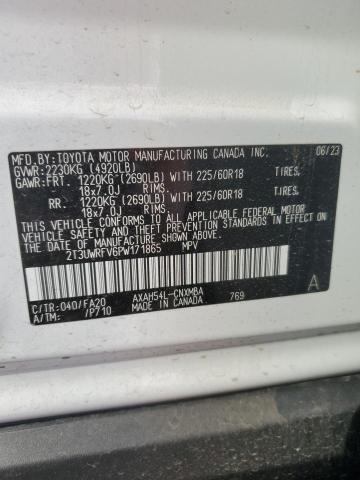 MFD.BY:TOYOTA MOTOR MANUFACTURING CANADA INC. 06/23
GVWR:2230KG (4920LB)
GAWR:FRT. 1220KG (2690LB) WITH 225/60R18 TIRES,
18x7.0J RIMS.
RR. 1220KG (2690LB) WITH 225/60R18 TIRES,
18x7.0J RIMS.
THIS VEHICLE CONFORMS TO ALL APPLICABLE FEDERAL MOTOR
VEHICLE SAFETY AND BUMPER STANDARDS IN EFFECT ON THE
DATE OF MANUFACTURE SHOWN ABOVE.
2T3UWRFV6PW171865 MPV
C/TR:040/FA20 AXAH54L-CNXMBA 769 A
A/TM: /P710 MADE IN CANADA